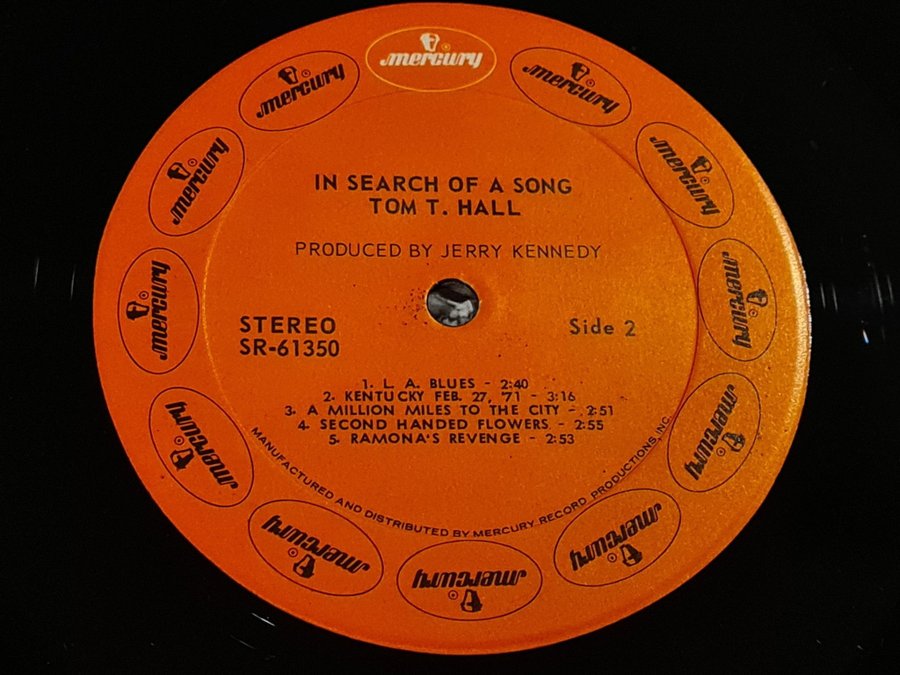 mercury
mercury
mercury
mercury
mercury
mercury
mercury
mercury
mercury
mercury
mercury
mercury
IN SEARCH OF A SONG
TOM T. HALL
PRODUCED BY JERRY KENNEDY
STEREO
SR-61350
Side 2
1. L. A. BLUES - 2:40
2. KENTUCKY FEB. 27, '71 - 3:16
3. A MILLION MILES TO THE CITY - 2:51
4. SECOND HANDED FLOWERS - 2:55
5. RAMONA'S REVENGE - 2:53
MANUFACTURED AND DISTRIBUTED BY MERCURY RECORD PRODUCTIONS, INC.